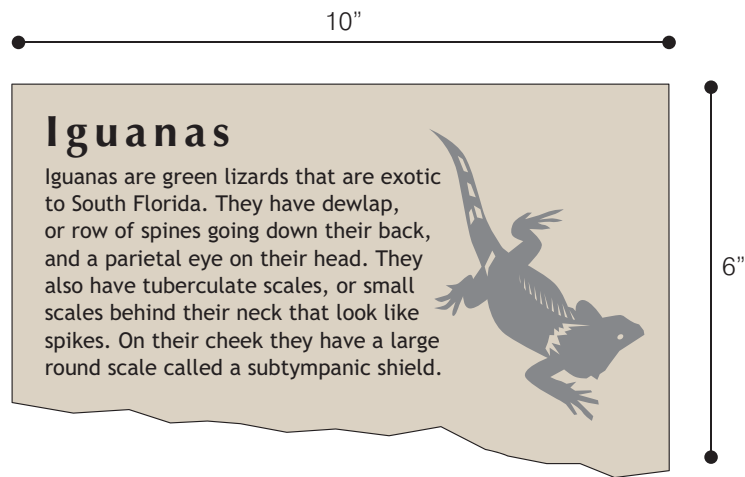 10”
Iguanas
Iguanas are green lizards that are exotic
to South Florida. They have dewlap,
or row of spines going down their back,
and a parietal eye on their head. They
also have tuberculate scales, or small
scales behind their neck that look like
spikes. On their cheek they have a large
round scale called a subtympanic shield.
6”